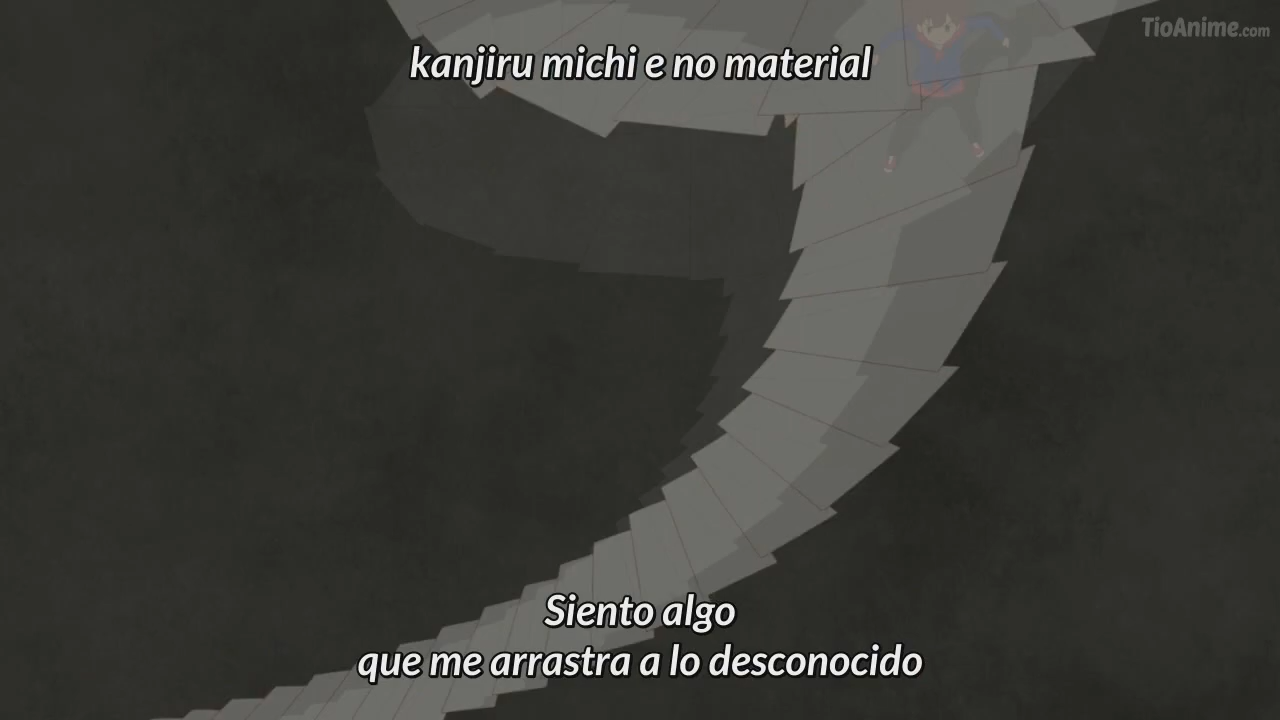 TioAnime.com
kanjiru michi e no material
Siento algo
que me arrastra a lo desconocido